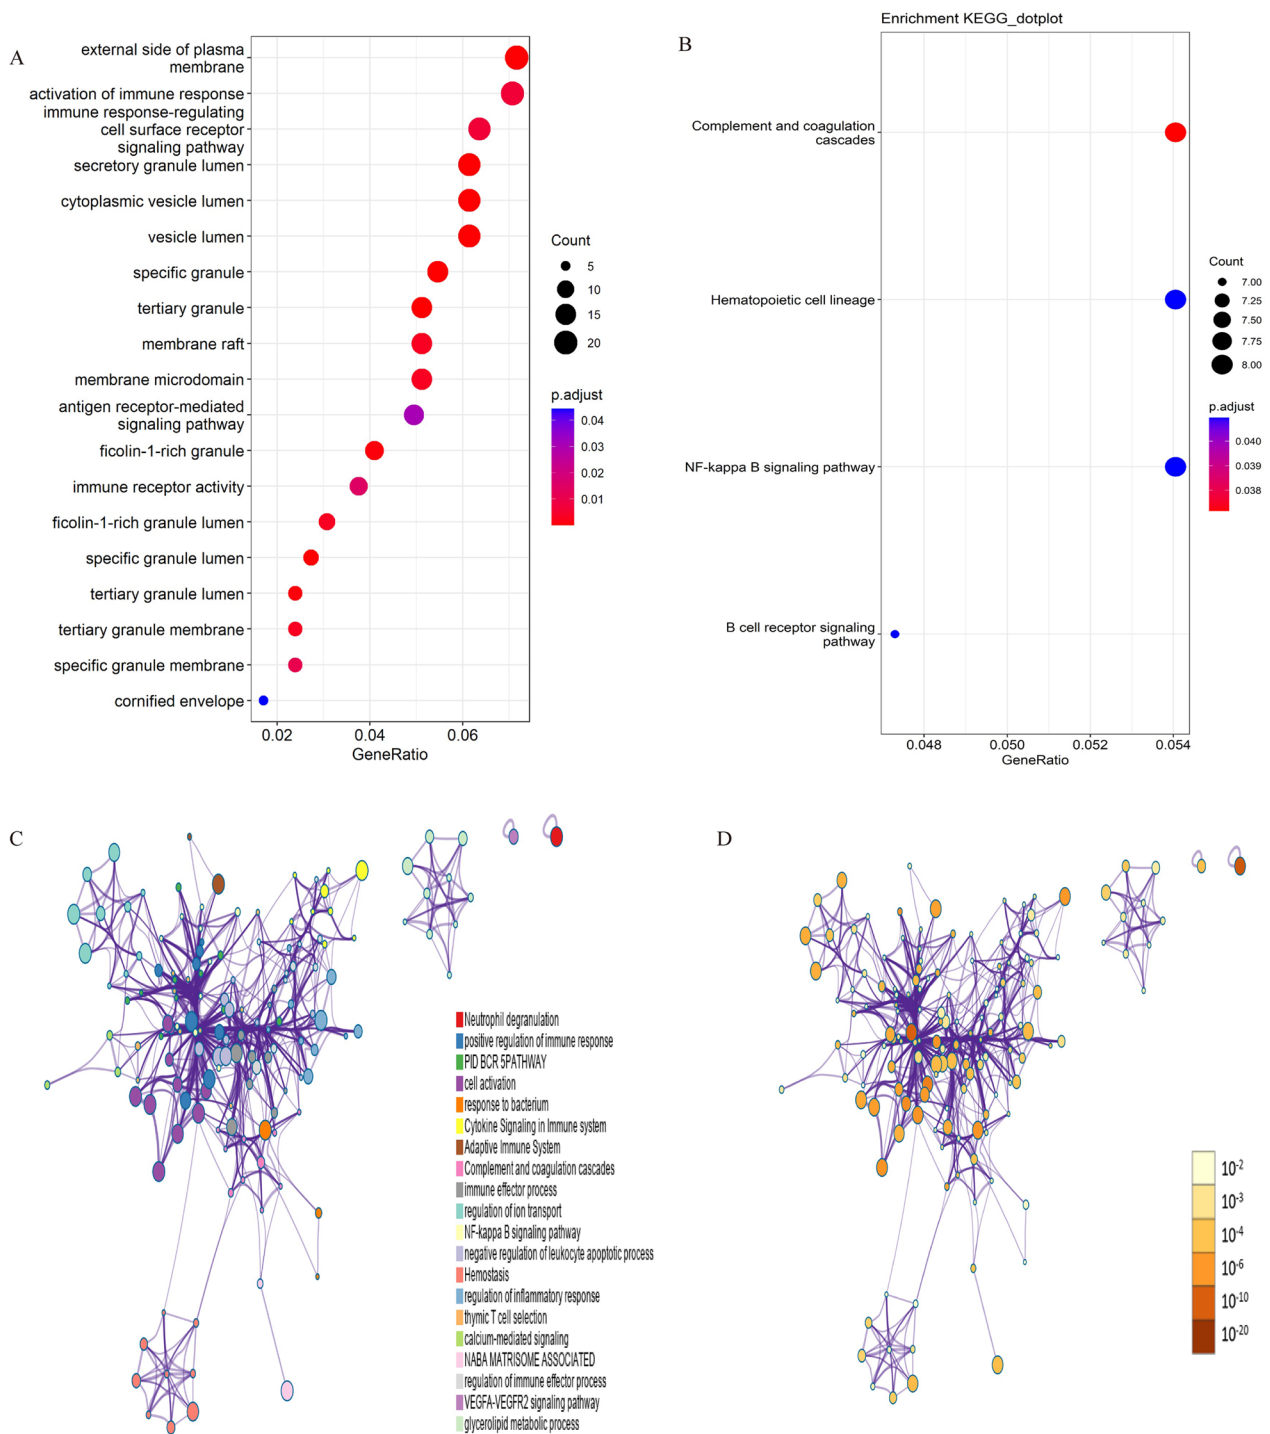 A
external side of plasma
membrane
activation of immune response
immune response-regulating
cell surface receptor
signaling pathway
secretory granule lumen
cytoplasmic vesicle lumen
vesicle lumen
specific granule
tertiary granule
membrane raft
membrane microdomain
antigen receptor-mediated
signaling pathway
ficolin-1-rich granule
immune receptor activity
ficolin-1-rich granule lumen
specific granule lumen
tertiary granule lumen
tertiary granule membrane
specific granule membrane
cornified envelope
0.02 0.04 0.06
GeneRatio
Count
5
10
15
20
p.adjust
0.04
0.03
0.02
0.01
B
Enrichment KEGG_dotplot
Complement and coagulation
cascades
Hematopoietic cell lineage
NF-kappa B signaling pathway
B cell receptor signaling
pathway
0.048 0.050 0.052 0.054
GeneRatio
Count
7.00
7.25
7.50
7.75
8.00
p.adjust
0.040
0.039
0.038
C
Neutrophil degranulation
positive regulation of immune response
PID BCR 5PATHWAY
cell activation
response to bacterium
Cytokine Signaling in Immune system
Adaptive Immune System
Complement and coagulation cascades
immune effector process
regulation of ion transport
NF-kappa B signaling pathway
negative regulation of leukocyte apoptotic process
Hemostasis
regulation of inflammatory response
thymic T cell selection
calcium-mediated signaling
NABA MATRISOME ASSOCIATED
regulation of immune effector process
VEGFA-VEGFR2 signaling pathway
glycerolipid metabolic process
D
10-2
10-3
10-4
10-6
10-10
10-20